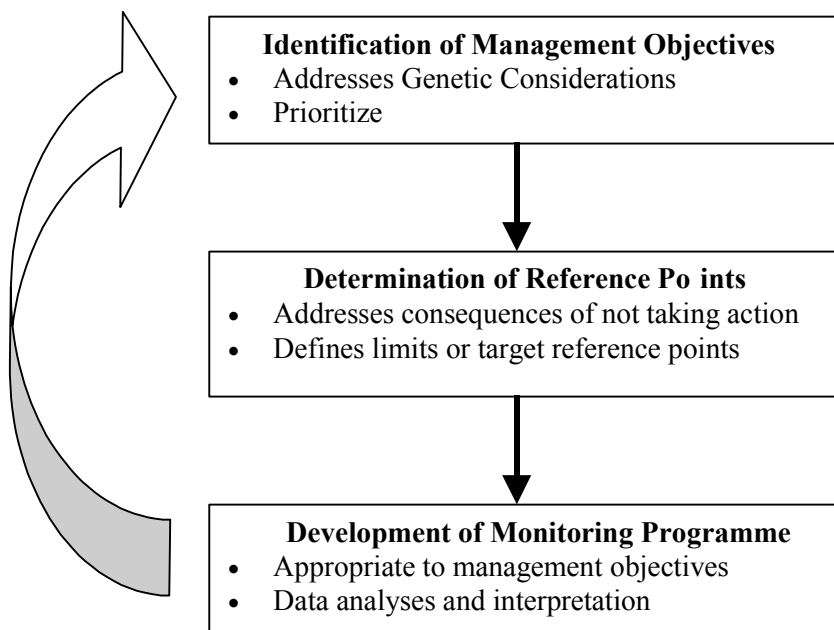 Identification of Management Objectives
• Addresses Genetic Considerations
• Prioritize
Determination of Reference Po ints
• Addresses consequences of not taking action
• Defines limits or target reference points
Development of Monitoring Programme
• Appropriate to management objectives
• Data analyses and interpretation